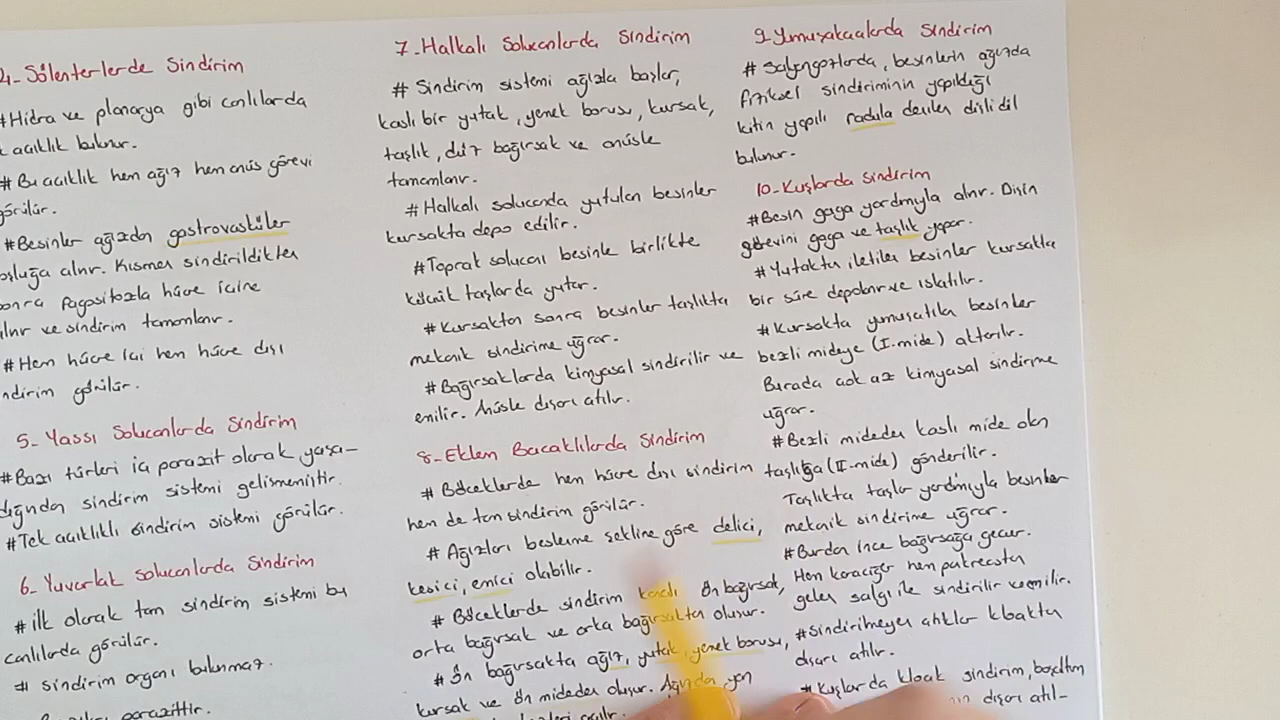 4- Sölenterlerde Sindirim
#Hidra ve planarya gibi canlılarda
açıklık bulunur.
# Bu açıklık hem ağız hem anüs görevi
görülür.
#Besinler ağızdan gastrovasküler
boşluğa alınır. Kısmen sindirildikten
sonra fagositozla hücre içine
alınır ve sindirim tamamlanır.
#Hem hücre içi hem hücre dışı
sindirim görülür.
5- Yassı Solucanlarda Sindirim
#Bazı türleri iç parazit olarak yaşa-
dığından sindirim sistemi gelişmemiştir.
#Tek açıklıklı sindirim sistemi görülür.
6- Yuvarlak Solucanlarda Sindirim
# ilk olarak tam sindirim sistemi bu
canlılarda görülür.
# sindirim organı bulunmaz.
parazittir.
7-Halkalı Solucanlarda Sindirim
# Sindirim sistemi ağızla başlar,
kaslı bir yutak, yemek borusu, kursak,
taşlık, düz bağırsak ve anüsle
tamamlanır.
# Halkalı solucanda yutulan besinler
kursakta depo edilir.
#Toprak solucanı besinle birlikte
küçük taşlarda yutar.
#Kursaktan sonra besinler taşlıkta
mekanik sindirime uğrar.
#Bağırsaklarda kimyasal sindirilir ve
emilir. Anüsle dışarı atılır.
8-Eklem Bacaklılarda Sindirim
# Böceklerde hem hücre dışı sindirim
hem de tam sindirim görülür.
# Ağızları beslenme şekline göre delici,
kesici, emici olabilir.
# Böceklerde sindirim kanalı Ön bağırsak,
orta bağırsak ve orka bağırsaktan oluşur.
# Ön bağırsakta ağız, yutak, yemek borusu,
kursak ve Ön mideden oluşur. Ağızda yan
açılır.
9-Yumuşakçalarda Sindirim
# Salyangozlarda, besinlerin ağızda
fiziksel sindiriminin yapıldığı
kitin yapılı radula denilen dişli dil
bulunur.
10-Kuşlarda Sindirim
#Besin gaga yardımıyla alınır. Dişin
görevini gaga ve taşlık yapar.
#Yutakta iletilen besinler kursakta
bir süre depolanır ve ıslatılır.
#Kursakta yumuşatılan besinler
bezli mideye (I.mide) aktarılır.
Burada çok az kimyasal sindirime
uğrar.
#Bezli mideden kaslı mide olan
taşlığa (II-mide) gönderilir.
Taşlıkta taşlar yardımıyla besinler
mekanik sindirime uğrar.
#Burdan ince bağırsağa geçer.
Hem karaciğer hem pankreastan
gelen salgı ile sindirilir ve emilir.
#Sindirilmeyen atıklar kloaktan
dışarı atılır.
#Kuşlarda kloak sindirim, boşaltım
dışarı atıl-